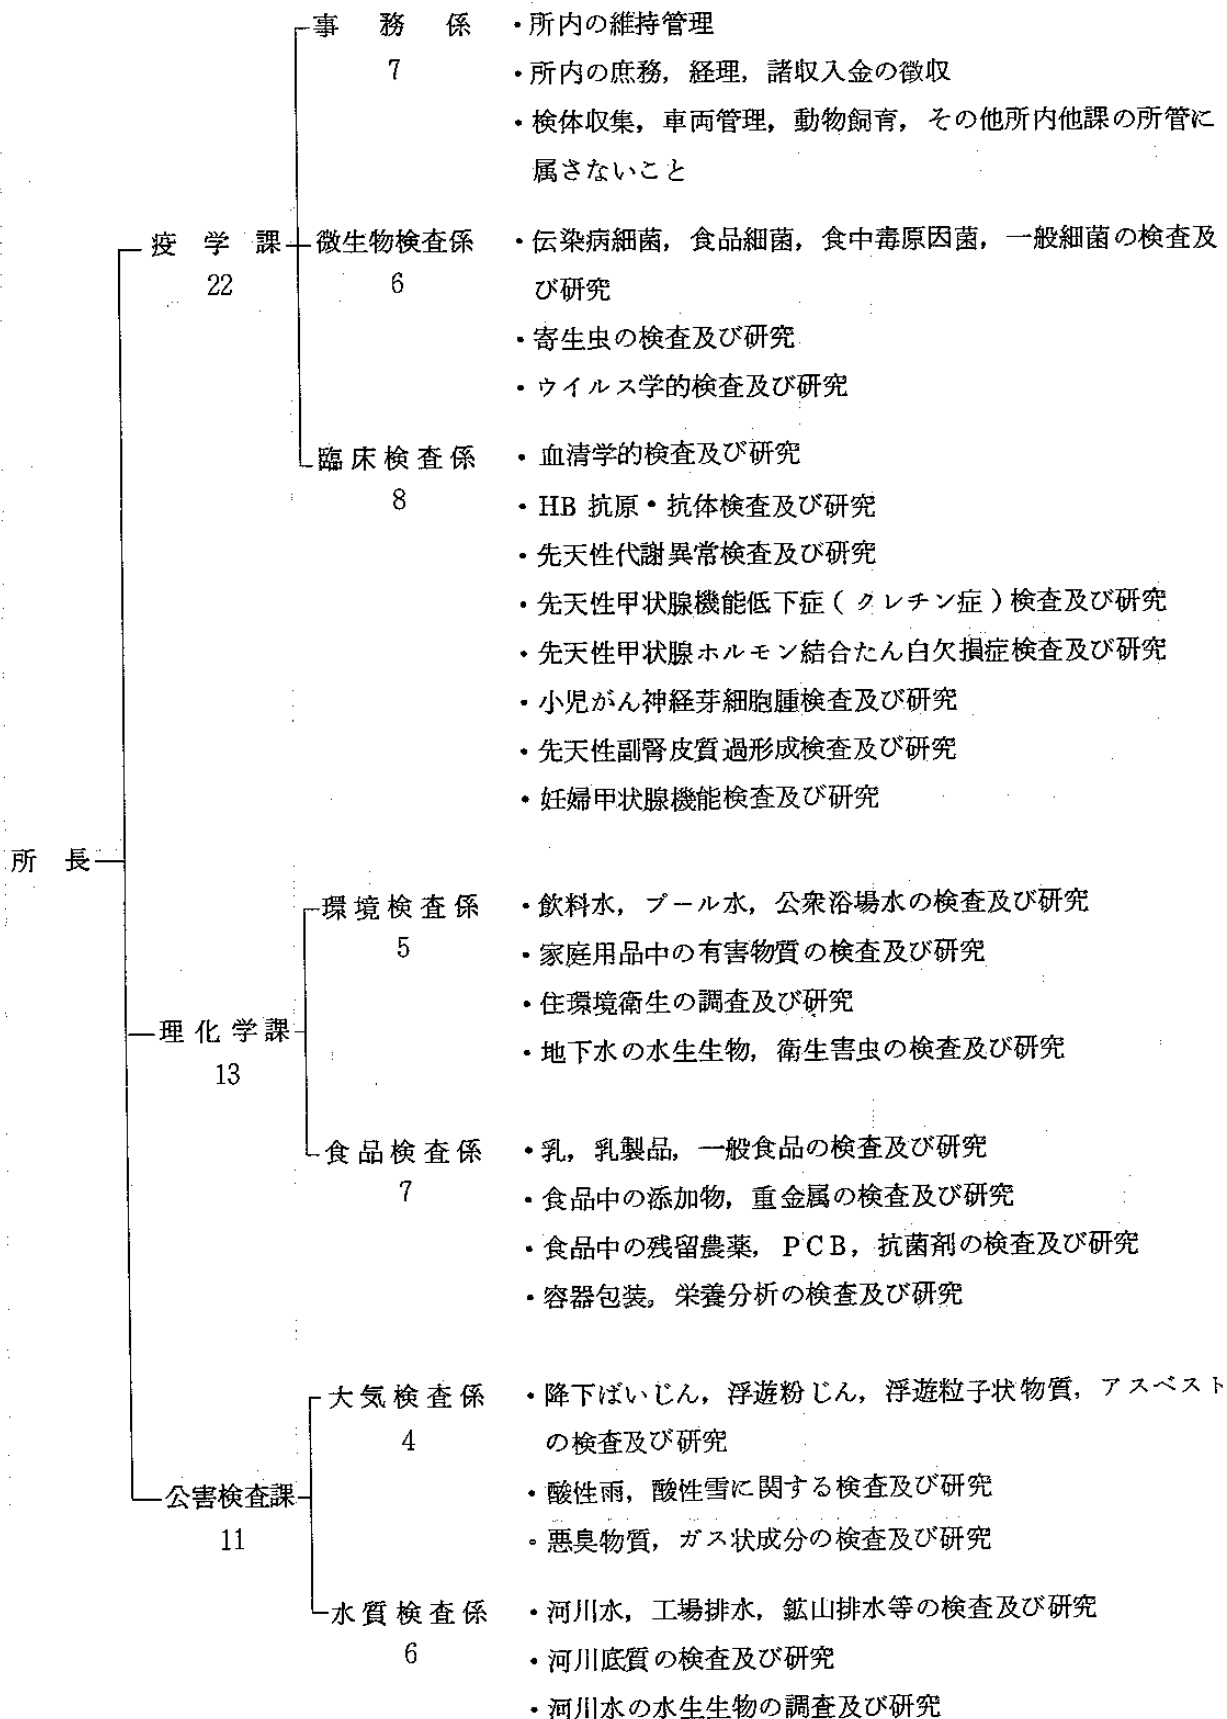 事務係
7
・所内の維持管理
・所内の庶務，経理，諸収入金の徴収
・検体収集，車両管理，動物飼育，その他所内他課の所管に
属さないこと
疫学課
22
微生物検査係
6
・伝染病細菌，食品細菌，食中毒原因菌，一般細菌の検査及
び研究
・寄生虫の検査及び研究
・ウイルス学的検査及び研究
臨床検査係
8
・血清学的検査及び研究
・HB 抗原・抗体検査及び研究
・先天性代謝異常検査及び研究
・先天性甲状腺機能低下症（クレチン症）検査及び研究
・先天性甲状腺ホルモン結合たん白欠損症検査及び研究
・小児がん神経芽細胞腫検査及び研究
・先天性副腎皮質過形成検査及び研究
・妊婦甲状腺機能検査及び研究
所長
環境検査係
5
・飲料水，プール水，公衆浴場水の検査及び研究
・家庭用品中の有害物質の検査及び研究
・住環境衛生の調査及び研究
・地下水の水生生物，衛生害虫の検査及び研究
理化学課
13
食品検査係
7
・乳，乳製品，一般食品の検査及び研究
・食品中の添加物，重金属の検査及び研究
・食品中の残留農薬，PCB，抗菌剤の検査及び研究
・容器包装，栄養分析の検査及び研究
大気検査係
4
・降下ばいじん，浮遊粉じん，浮遊粒子状物質，アスベスト
の検査及び研究
・酸性雨，酸性雪に関する検査及び研究
・悪臭物質，ガス状成分の検査及び研究
公害検査課
11
水質検査係
6
・河川水，工場排水，鉱山排水等の検査及び研究
・河川底質の検査及び研究
・河川水の水生生物の調査及び研究